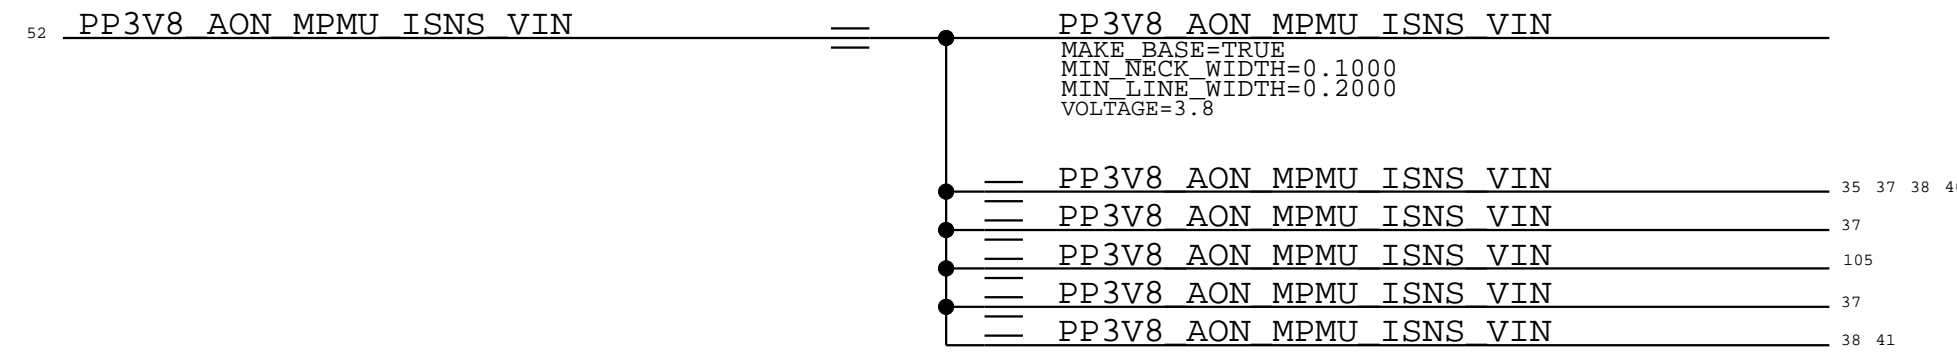 52 PP3V8_AON_MPMU_ISNS_VIN PP3V8_AON_MPMU_ISNS_VIN
MAKE_BASE=TRUE
MIN_NECK_WIDTH=0.1000
MIN_LINE_WIDTH=0.2000
VOLTAGE=3.8
PP3V8_AON_MPMU_ISNS_VIN 35 37 38
PP3V8_AON_MPMU_ISNS_VIN 37
PP3V8_AON_MPMU_ISNS_VIN 105
PP3V8_AON_MPMU_ISNS_VIN 37
PP3V8_AON_MPMU_ISNS_VIN 38 41